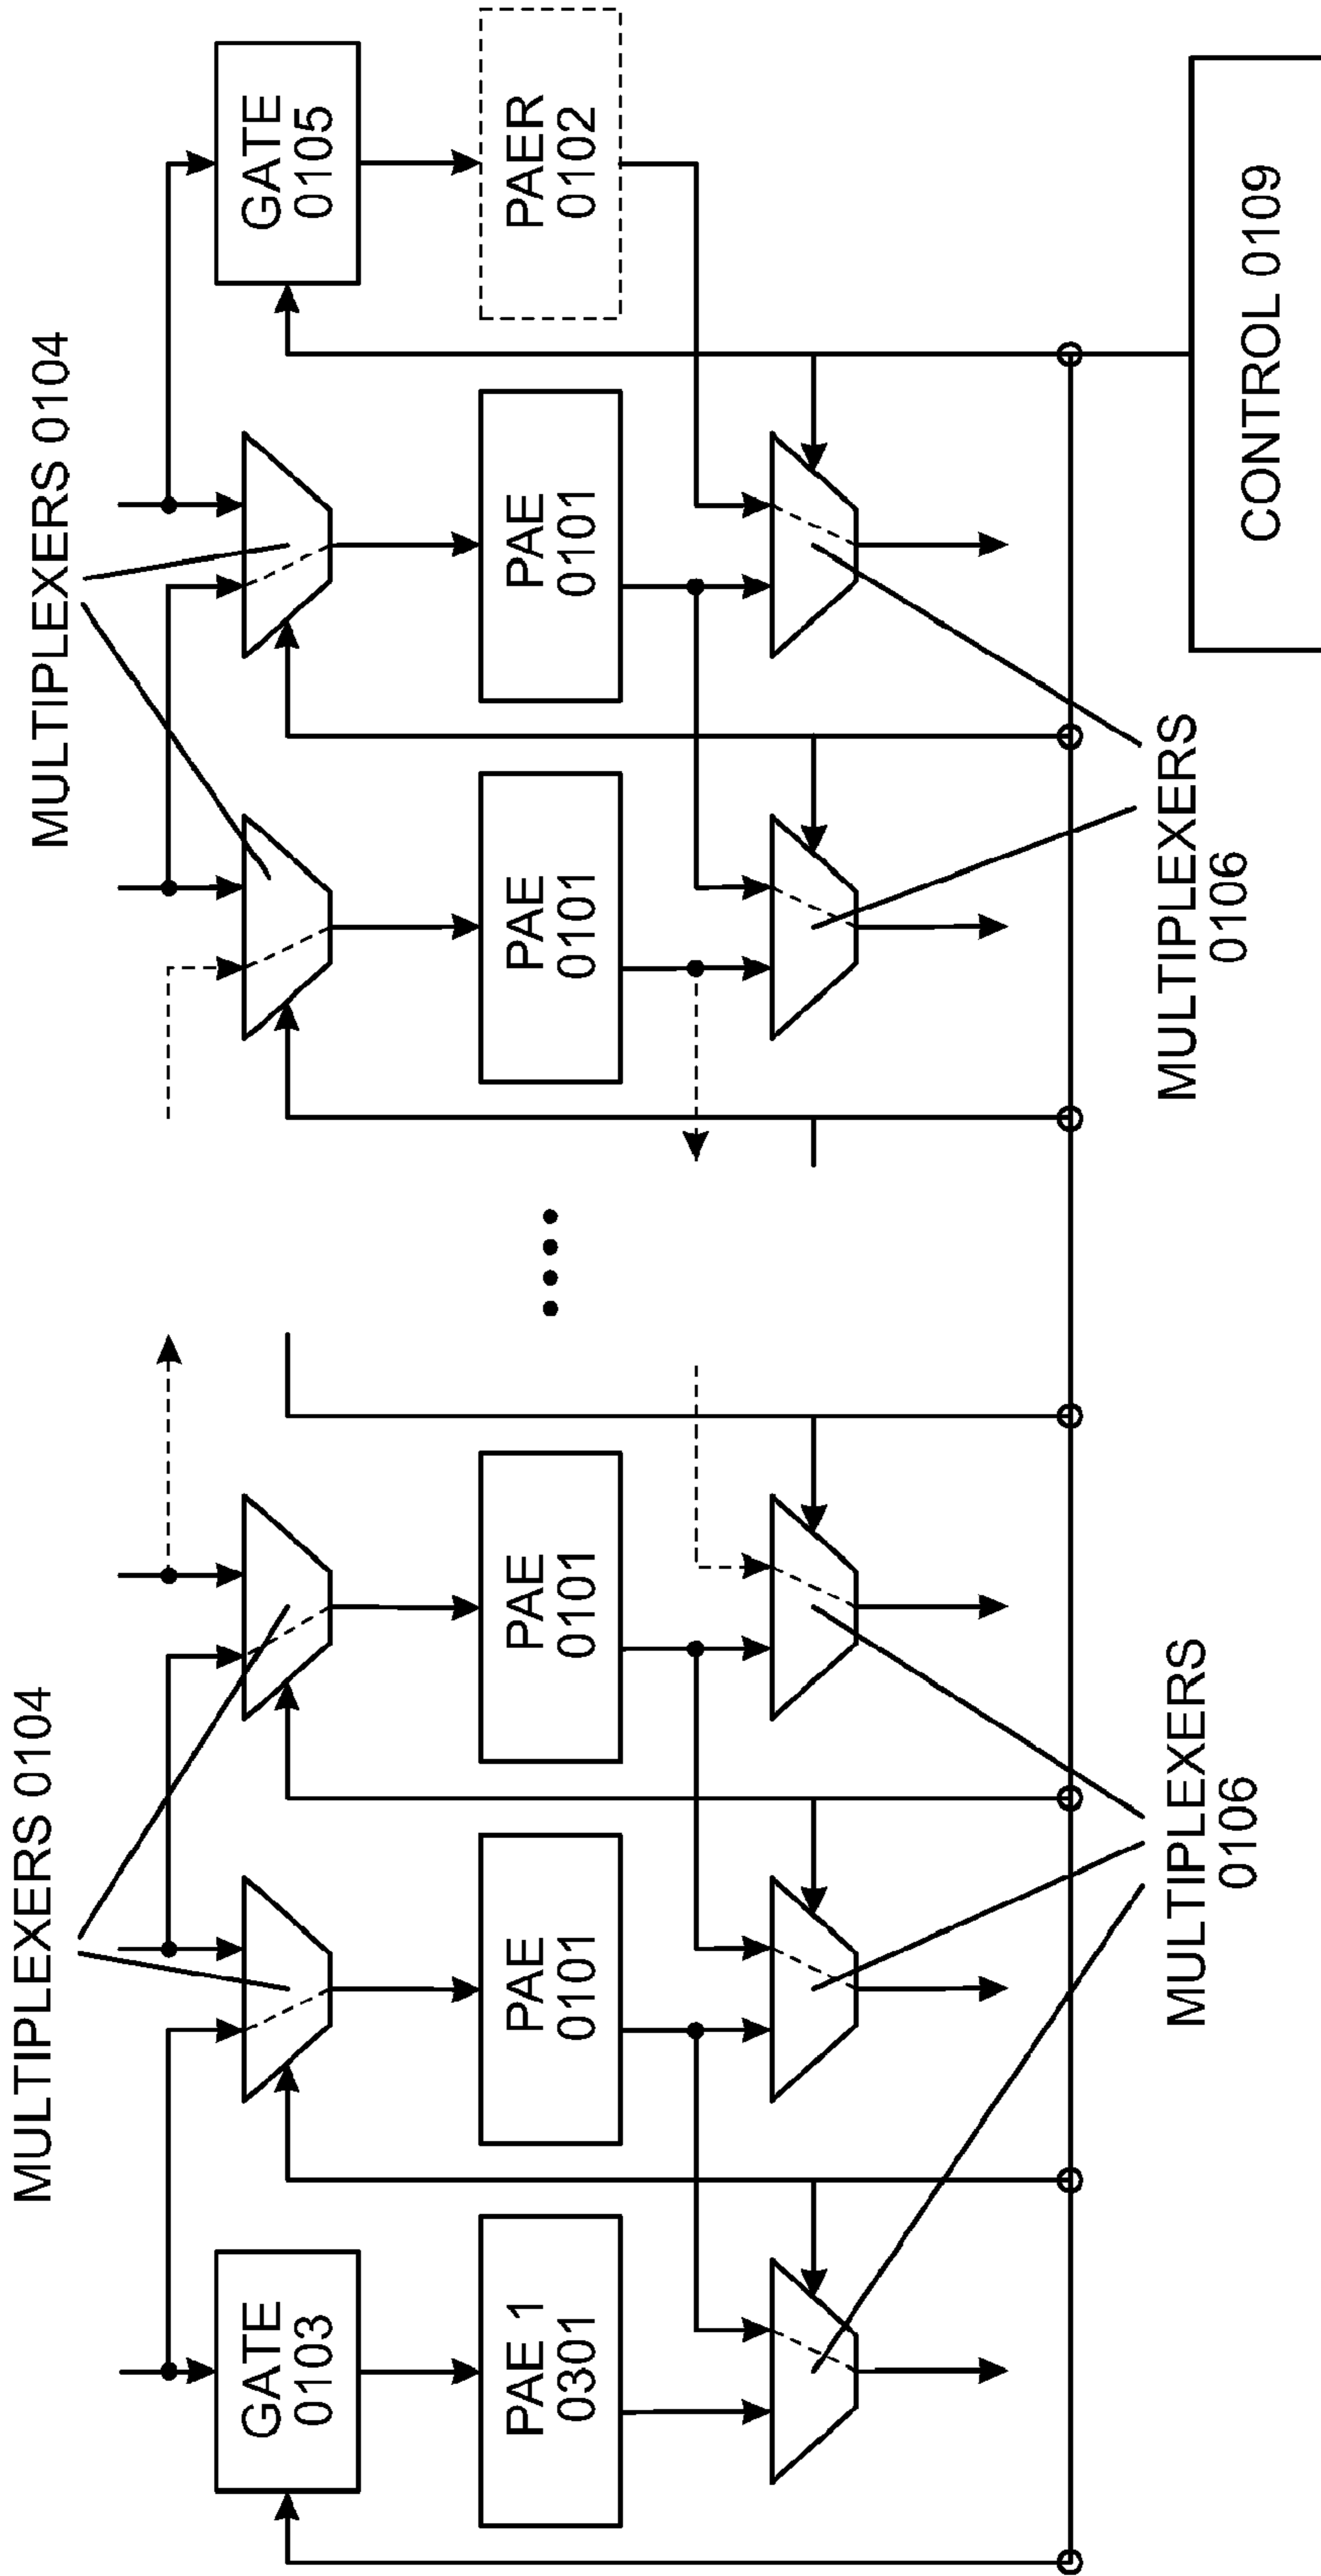 MULTIPLEXERS 0104
MULTIPLEXERS 0104
GATE
0103
GATE
0105
PAE 1
0301
PAE
0101
PAE
0101
PAE
0101
PAE
0101
PAER
0102
MULTIPLEXERS
0106
MULTIPLEXERS
0106
CONTROL 0109